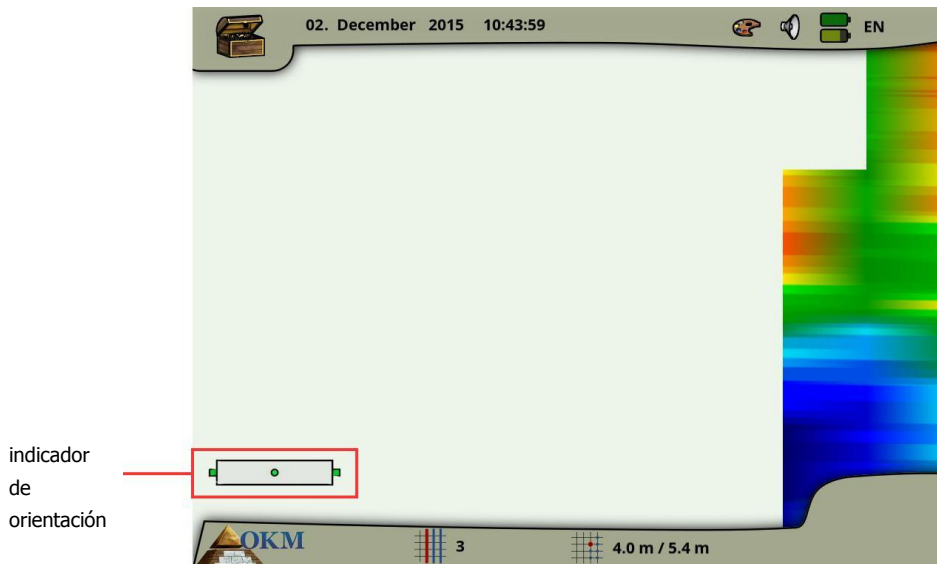 02. December 2015 10:43:59 EN
indicador
de
orientación
OKM 3 4.0 m / 5.4 m